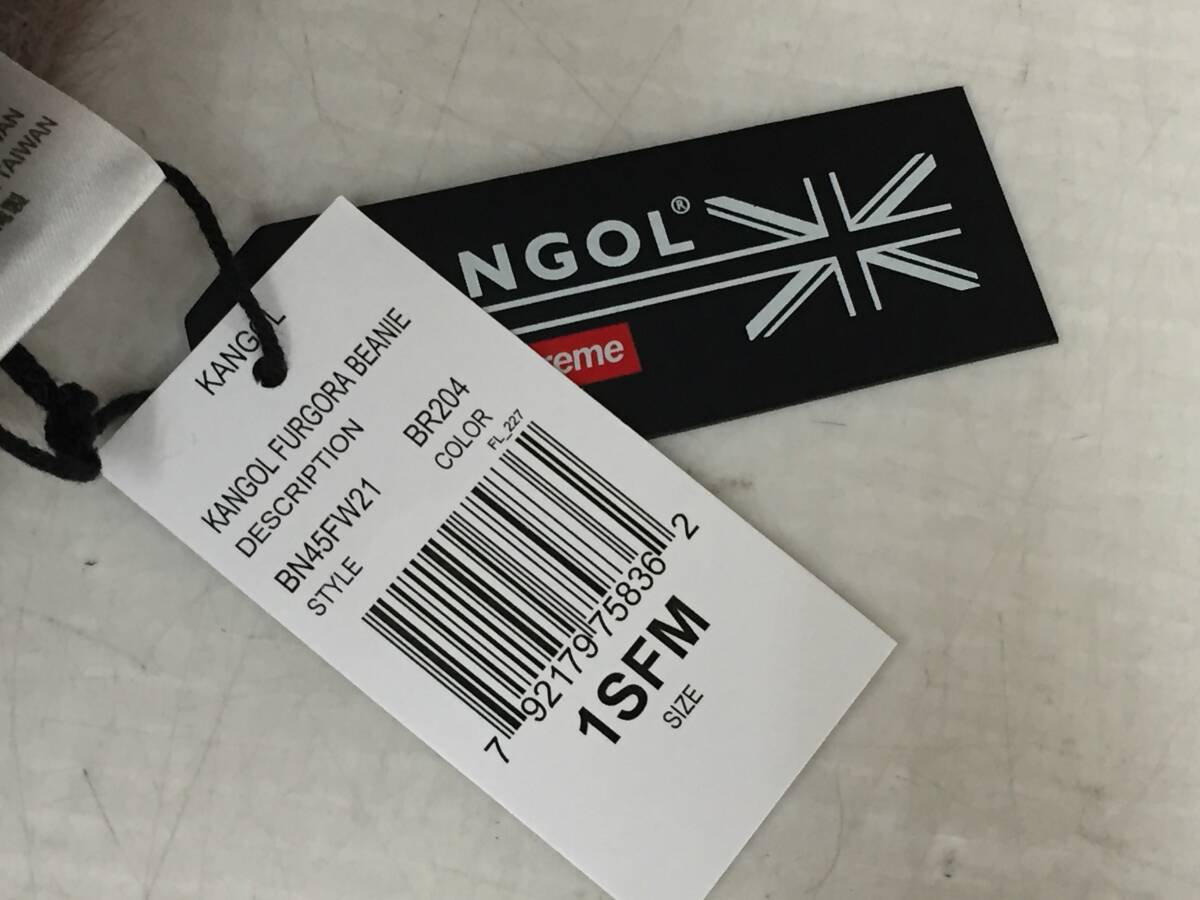 TAIWAN
製
NGOL®
reme
KANGOL
KANGOL FURGORA BEANIE
DESCRIPTION
BN45FW21 BR204
STYLE COLOR
FL_227
7 92179 75836 2
1SFM
SIZE